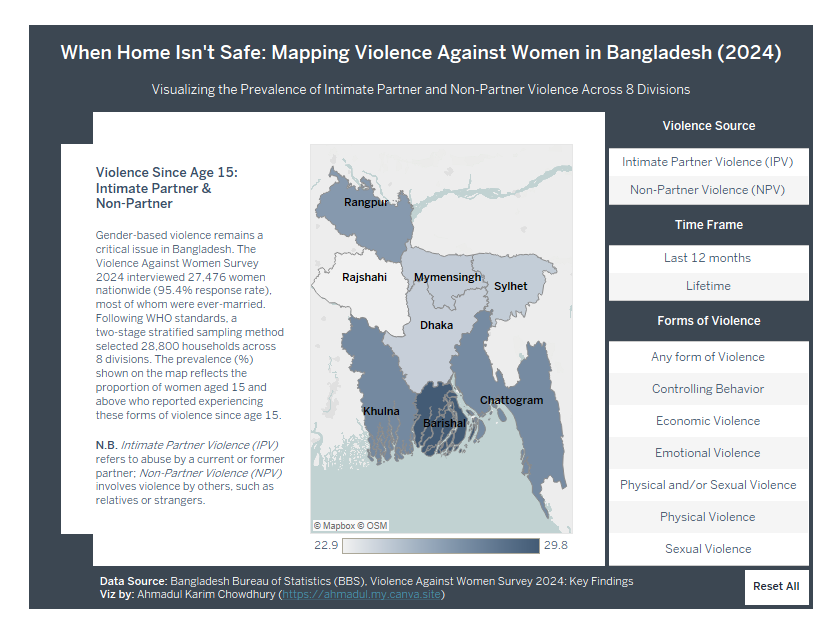 When Home Isn't Safe: Mapping Violence Against Women in Bangladesh (2024)
Visualizing the Prevalence of Intimate Partner and Non-Partner Violence Across 8 Divisions
Violence Since Age 15:
Intimate Partner &
Non-Partner
Gender-based violence remains a
critical issue in Bangladesh. The
Violence Against Women Survey
2024 interviewed 27,476 women
nationwide (95.4% response rate),
most of whom were ever-married.
Following WHO standards, a
two-stage stratified sampling method
selected 28,800 households across
8 divisions. The prevalence (%)
shown on the map reflects the
proportion of women aged 15 and
above who reported experiencing
these forms of violence since age 15.
N.B. Intimate Partner Violence (IPV)
refers to abuse by a current or former
partner; Non-Partner Violence (NPV)
involves violence by others, such as
relatives or strangers.
Rangpur
Rajshahi
Mymensingh
Sylhet
Dhaka
Khulna
Barishal
Chattogram
© Mapbox © OSM
22.9
29.8
Violence Source
Intimate Partner Violence (IPV)
Non-Partner Violence (NPV)
Time Frame
Last 12 months
Lifetime
Forms of Violence
Any form of Violence
Controlling Behavior
Economic Violence
Emotional Violence
Physical and/or Sexual Violence
Physical Violence
Sexual Violence
Data Source: Bangladesh Bureau of Statistics (BBS), Violence Against Women Survey 2024: Key Findings
Viz by: Ahmadul Karim Chowdhury (https://ahmadul.my.canva.site)
Reset All